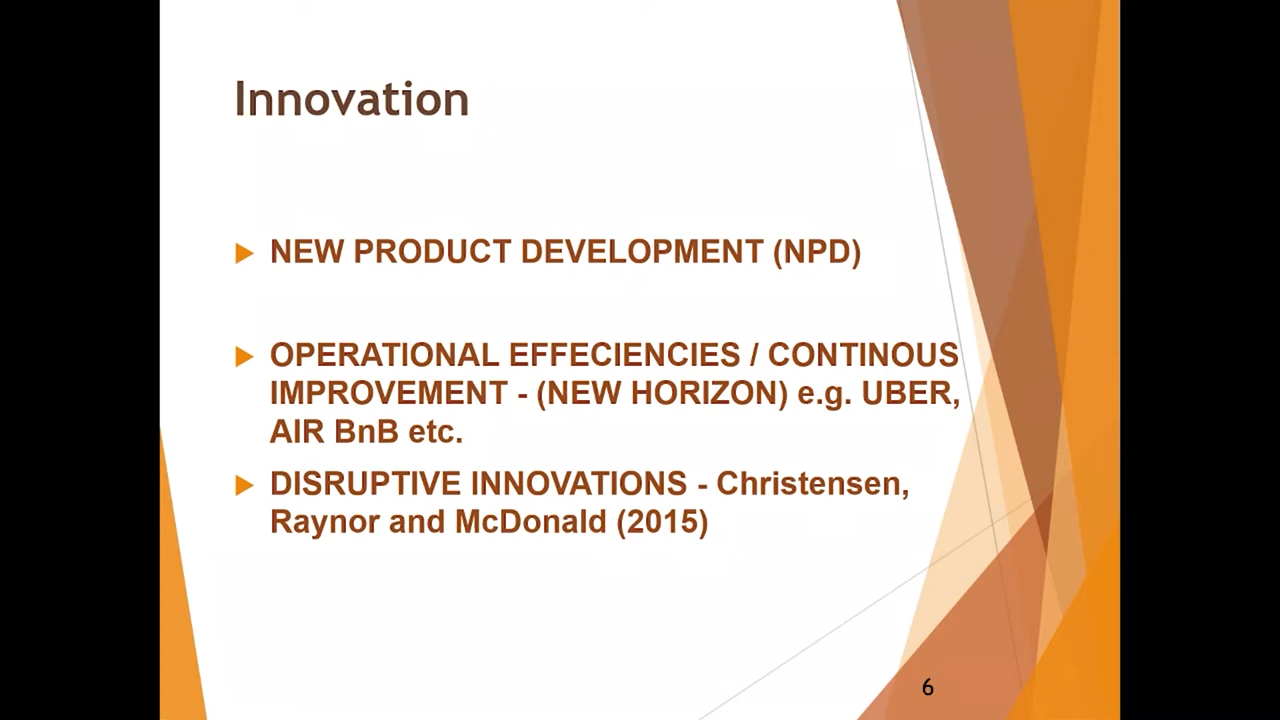 Innovation
NEW PRODUCT DEVELOPMENT (NPD)
OPERATIONAL EFFECIENCIES / CONTINOUS
IMPROVEMENT - (NEW HORIZON) e.g. UBER,
AIR BnB etc.
DISRUPTIVE INNOVATIONS - Christensen,
Raynor and McDonald (2015)
6